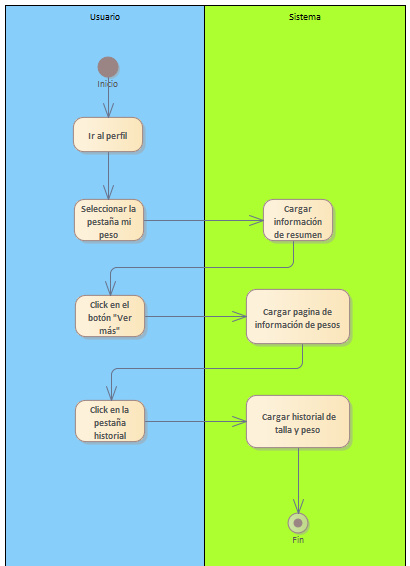 Usuario
Sistema
Inicio
Ir al perfil
Seleccionar la
pestaña mi
peso
Cargar
información
de resumen
Click en el
botón "Ver
más"
Cargar pagina de
información de pesos
Click en la
pestaña
historial
Cargar historial de
talla y peso
Fin